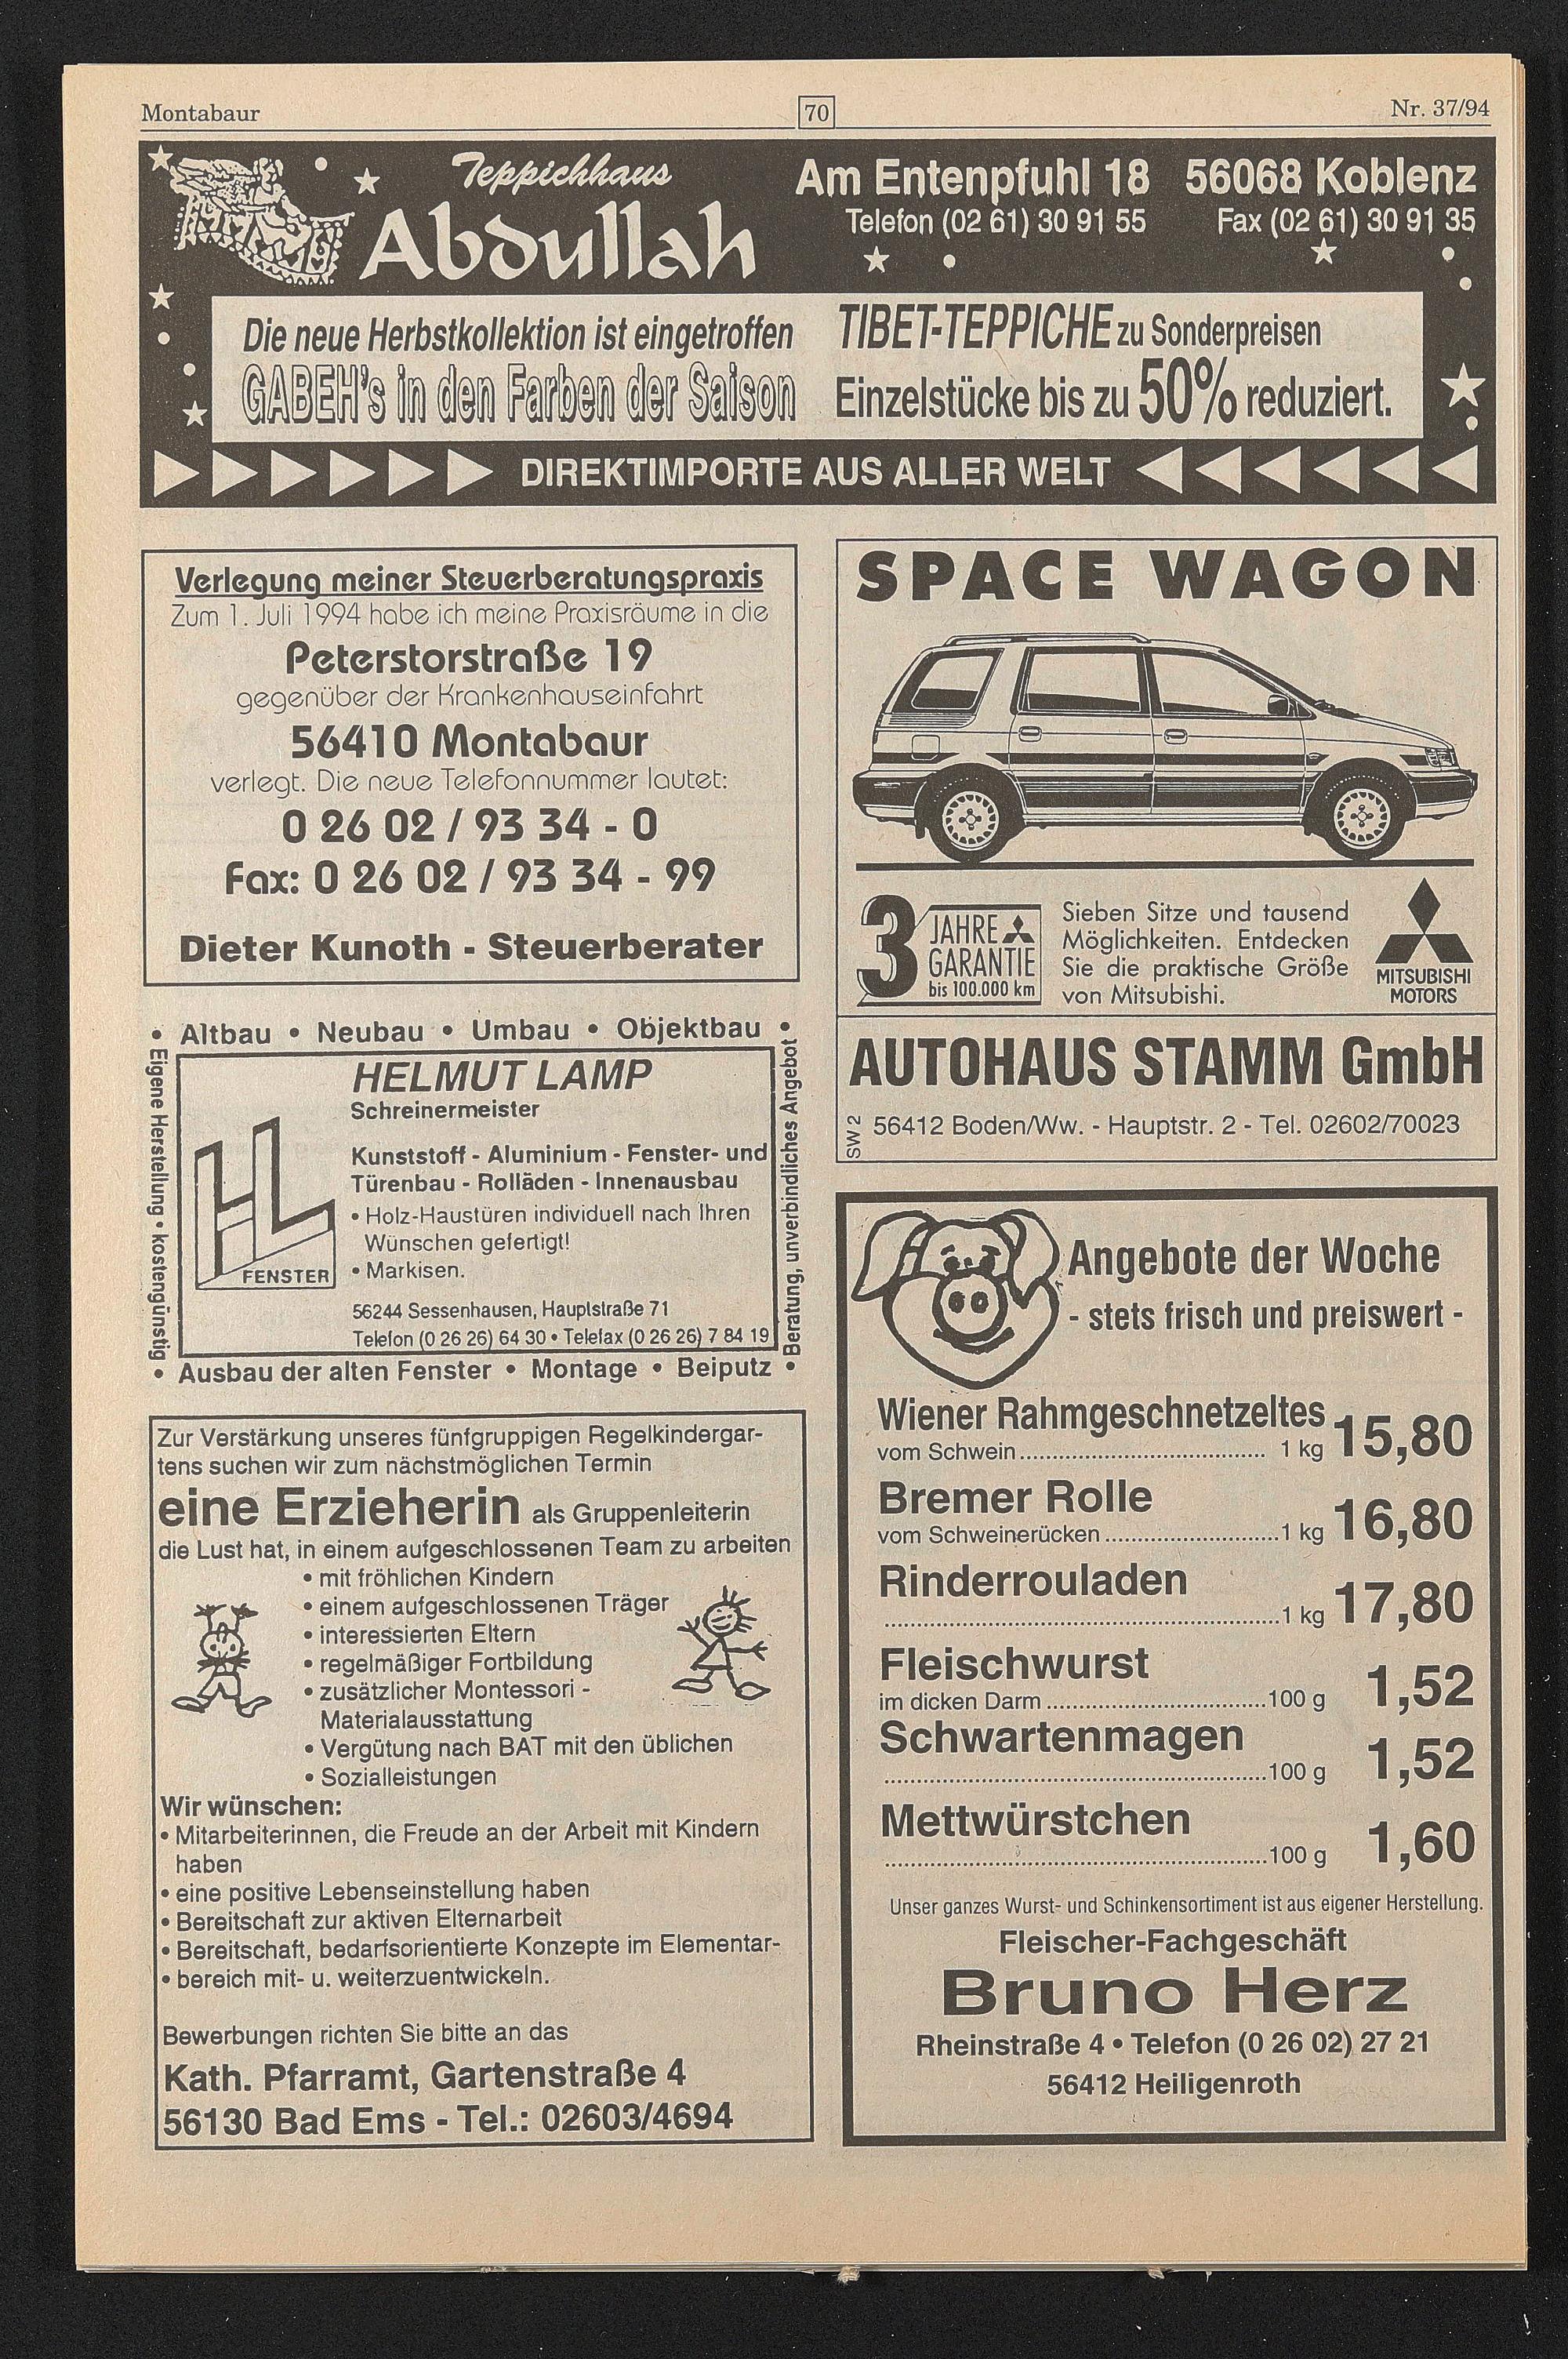 Montabaur
70
Nr. 37/94
Teppichhaus
Abdullah
Am Entenpfuhl 18 56068 Koblenz
Telefon (02 61) 30 91 55 Fax (02 61) 30 91 35
Die neue Herbstkollektion ist eingetroffen
GABEH's in den Farben der Saison
TIBET-TEPPICHE zu Sonderpreisen
Einzelstücke bis zu 50% reduziert.
DIREKTIMPORTE AUS ALLER WELT
Verlegung meiner Steuerberatungspraxis
Zum 1. Juli 1994 habe ich meine Praxisräume in die
Peterstorstraße 19
gegenüber der Krankenhauseinfahrt
56410 Montabaur
verlegt. Die neue Telefonnummer lautet:
0 26 02 / 93 34 - 0
Fax: 0 26 02 / 93 34 - 99
Dieter Kunoth - Steuerberater
• Altbau • Neubau • Umbau • Objektbau •
Eigene Herstellung • kostengünstig
HELMUT LAMP
Schreinermeister
Kunststoff - Aluminium - Fenster- und
Türenbau - Rolläden - Innenausbau
• Holz-Haustüren individuell nach Ihren
Wünschen gefertigt!
• Markisen.
HL
FENSTER
56244 Sessenhausen, Hauptstraße 71
Telefon (0 26 26) 64 30 • Telefax (0 26 26) 7 84 19
Beratung, unverbindliches Angebot
• Ausbau der alten Fenster • Montage • Beiputz •
Zur Verstärkung unseres fünfgruppigen Regelkindergar-
tens suchen wir zum nächstmöglichen Termin
eine Erzieherin als Gruppenleiterin
die Lust hat, in einem aufgeschlossenen Team zu arbeiten
• mit fröhlichen Kindern
• einem aufgeschlossenen Träger
• interessierten Eltern
• regelmäßiger Fortbildung
• zusätzlicher Montessori -
Materialausstattung
• Vergütung nach BAT mit den üblichen
• Sozialleistungen
Wir wünschen:
• Mitarbeiterinnen, die Freude an der Arbeit mit Kindern
haben
• eine positive Lebenseinstellung haben
• Bereitschaft zur aktiven Elternarbeit
• Bereitschaft, bedarfsorientierte Konzepte im Elementar-
• bereich mit- u. weiterzuentwickeln.
Bewerbungen richten Sie bitte an das
Kath. Pfarramt, Gartenstraße 4
56130 Bad Ems - Tel.: 02603/4694
SPACE WAGON
3 JAHRE
GARANTIE
bis 100.000 km
Sieben Sitze und tausend
Möglichkeiten. Entdecken
Sie die praktische Größe
von Mitsubishi.
MITSUBISHI
MOTORS
AUTOHAUS STAMM GmbH
SW 2
56412 Boden/Ww. - Hauptstr. 2 - Tel. 02602/70023
Angebote der Woche
- stets frisch und preiswert -
Wiener Rahmgeschnetzeltes
vom Schwein 1 kg 15,80
Bremer Rolle
vom Schweinerücken 1 kg 16,80
Rinderrouladen
1 kg 17,80
Fleischwurst
im dicken Darm 100 g 1,52
Schwartenmagen
100 g 1,52
Mettwürstchen
100 g 1,60
Unser ganzes Wurst- und Schinkensortiment ist aus eigener Herstellung.
Fleischer-Fachgeschäft
Bruno Herz
Rheinstraße 4 • Telefon (0 26 02) 27 21
56412 Heiligenroth